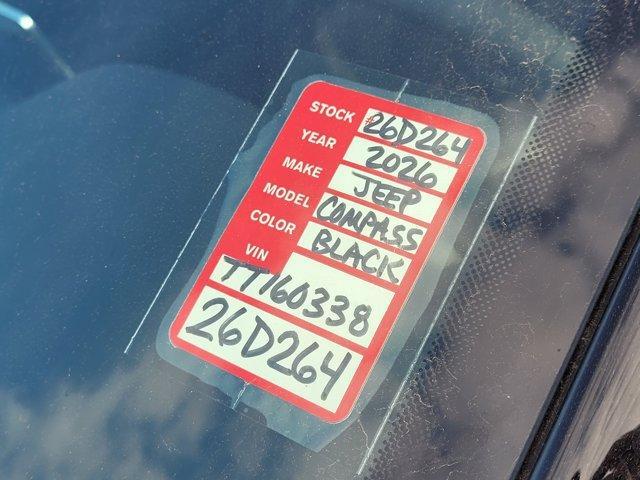 STOCK #26D264
YEAR 2026
MAKE JEEP
MODEL COMPASS
COLOR BLACK
VIN
TT160338
26D264